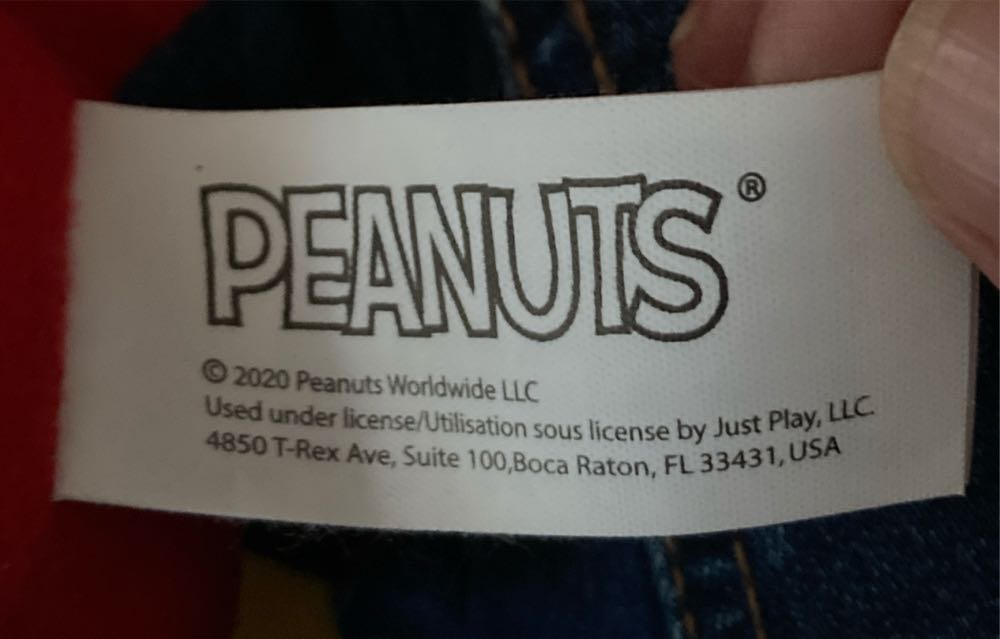 PEANUTS®
© 2020 Peanuts Worldwide LLC
Used under license/Utilisation sous license by Just Play, LLC.
4850 T-Rex Ave, Suite 100,Boca Raton, FL 33431, USA